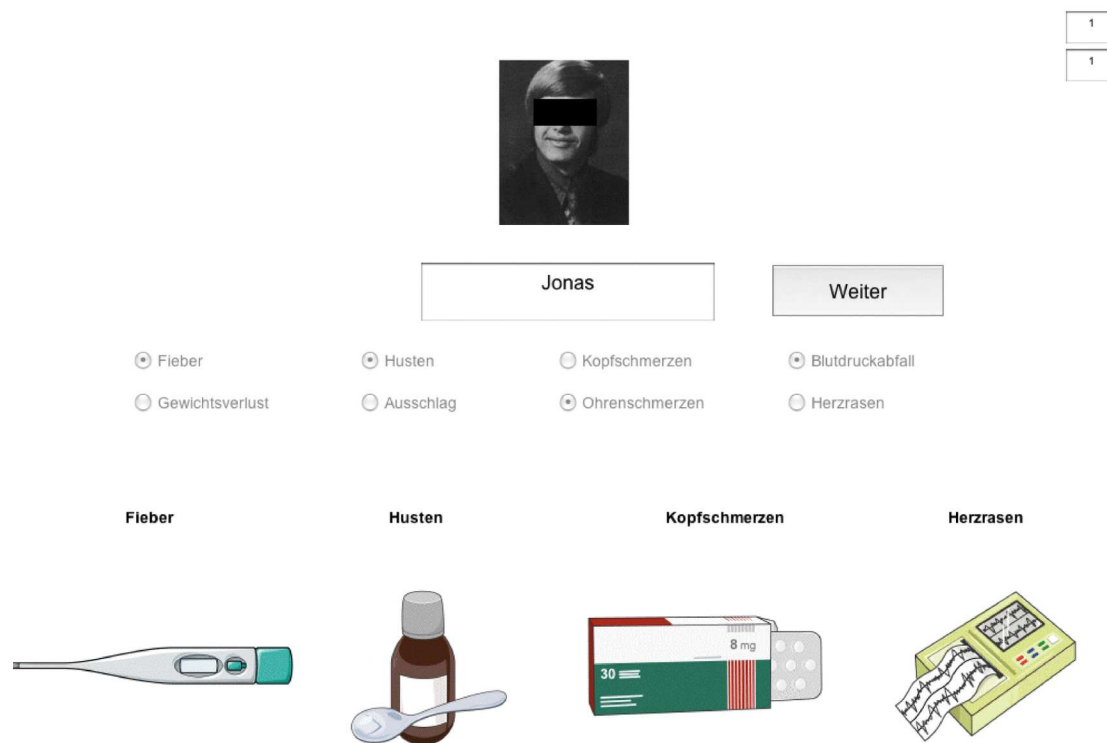 1
1
Jonas
Weiter
Fieber Husten Kopfschmerzen Blutdruckabfall
Gewichtsverlust Ausschlag Ohrenschmerzen Herzrasen
Fieber Husten Kopfschmerzen Herzrasen
8 mg
30